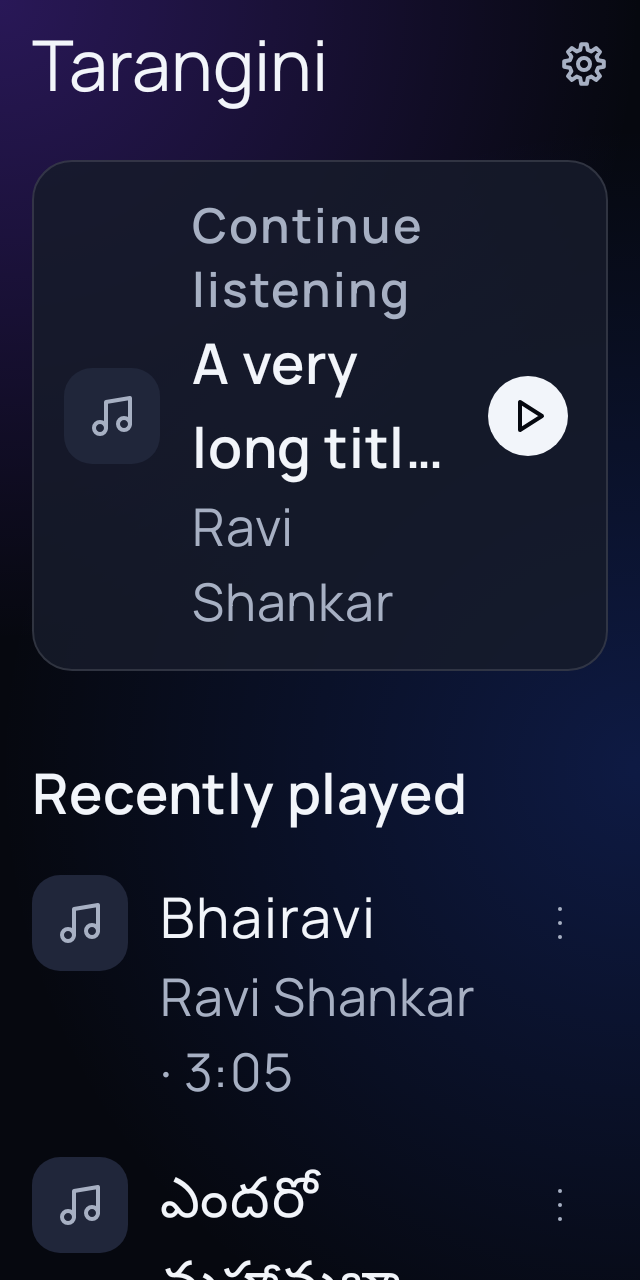 Tarangini
Continue
listening
A very
long titl…
Ravi
Shankar
Recently played
Bhairavi
Ravi Shankar
· 3:05
ఎందరో